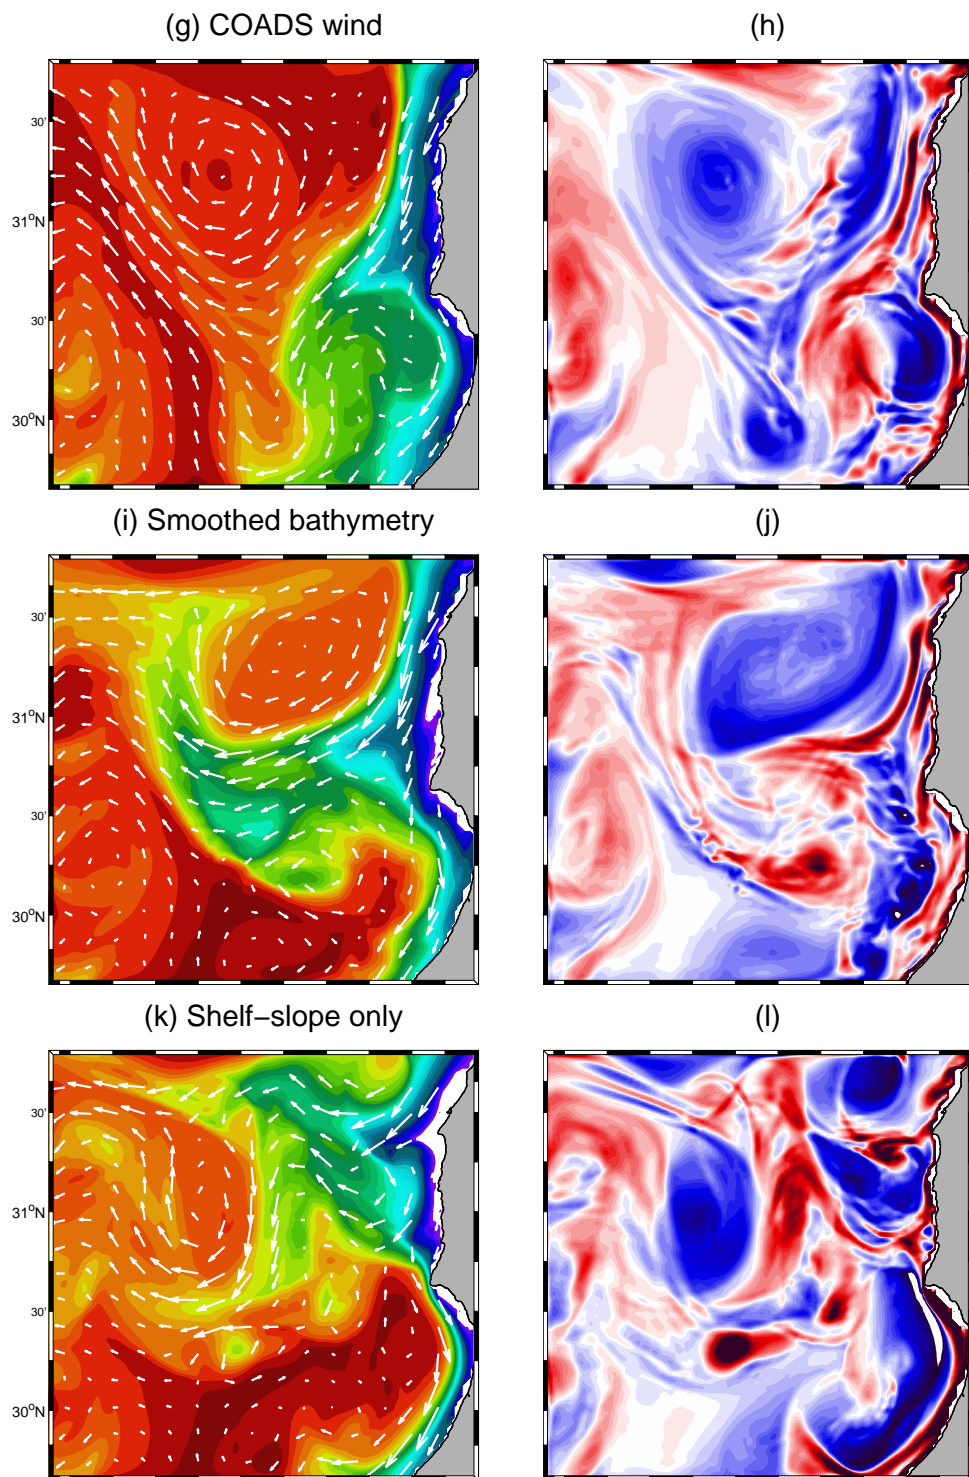 (g) COADS wind
(h)
30'
31°N
30'
30°N
(i) Smoothed bathymetry
(j)
30'
31°N
30'
30°N
(k) Shelf−slope only
(l)
30'
31°N
30'
30°N